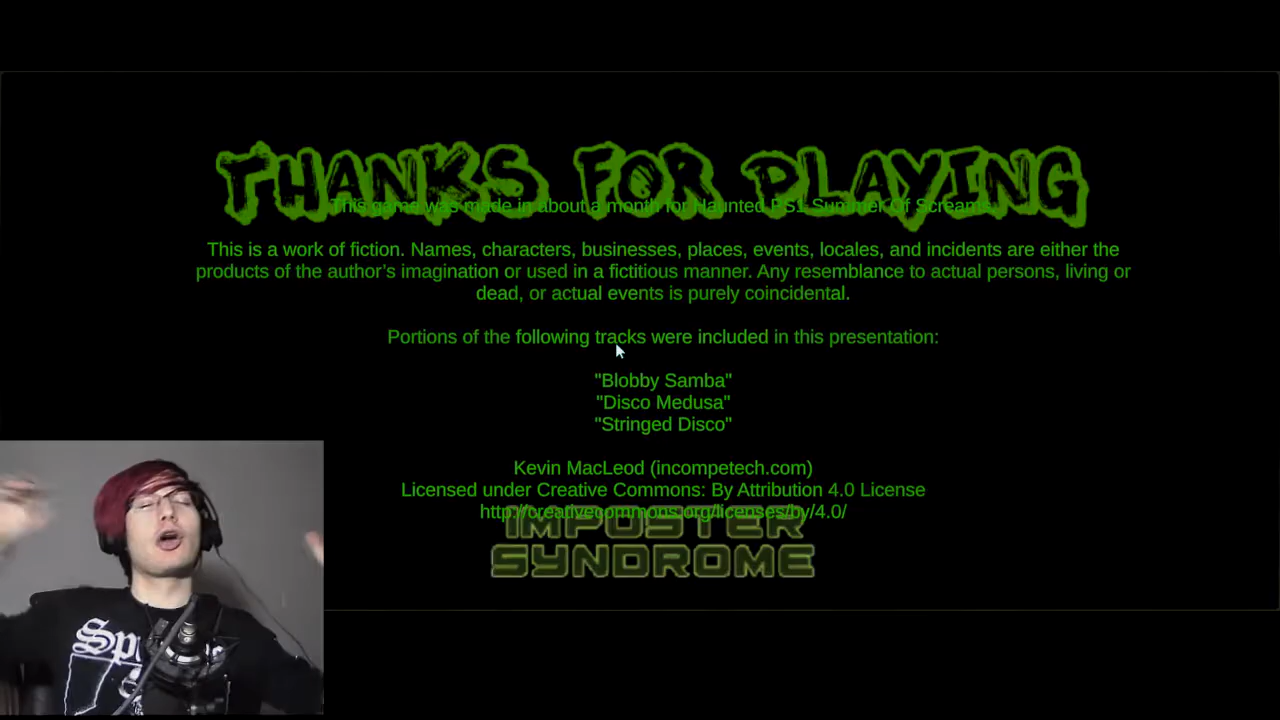 THANKS FOR PLAYING
This game was made in about a month for Haunted PS1 Summer Of Screams.
This is a work of fiction. Names, characters, businesses, places, events, locales, and incidents are either the
products of the author's imagination or used in a fictitious manner. Any resemblance to actual persons, living or
dead, or actual events is purely coincidental.
Portions of the following tracks were included in this presentation:
"Blobby Samba"
"Disco Medusa"
"Stringed Disco"
Kevin MacLeod (incompetech.com)
Licensed under Creative Commons: By Attribution 4.0 License
http://creativecommons.org/licenses/by/4.0/
IMPOSTER
SYNDROME